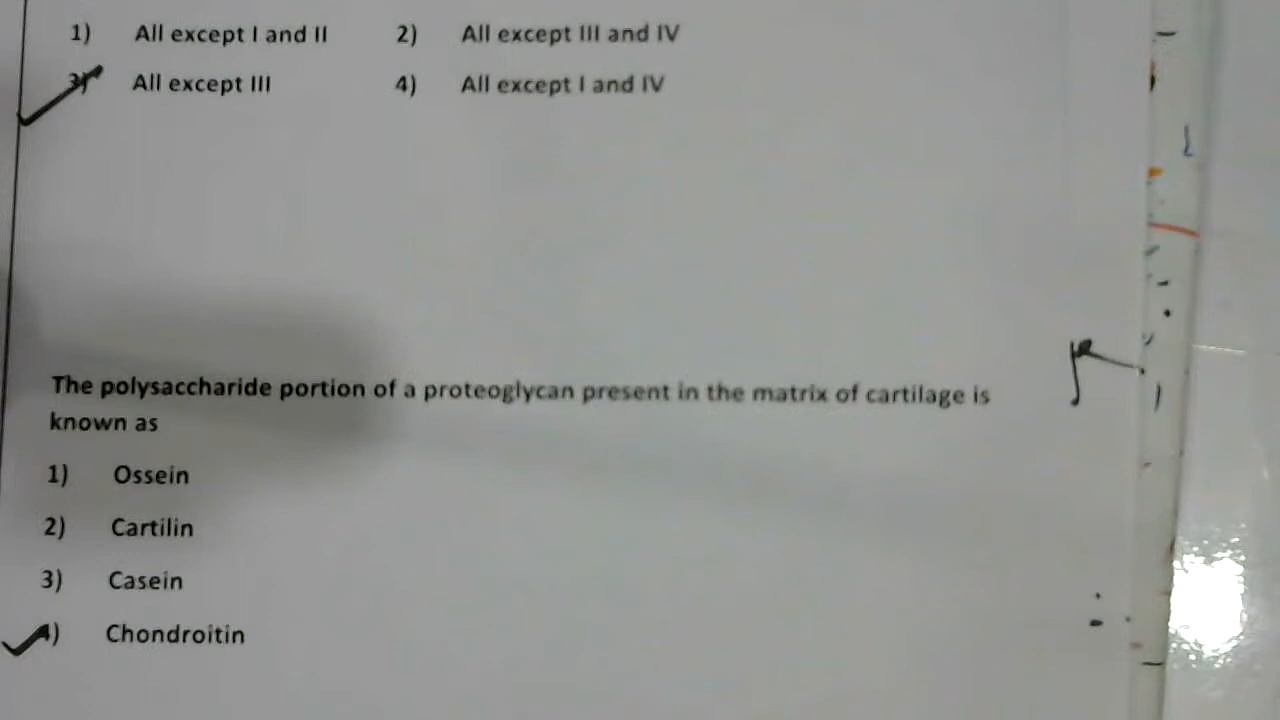 1) All except I and II 2) All except III and IV
3) All except III 4) All except I and IV
The polysaccharide portion of a proteoglycan present in the matrix of cartilage is
known as
1) Ossein
2) Cartilin
3) Casein
4) Chondroitin